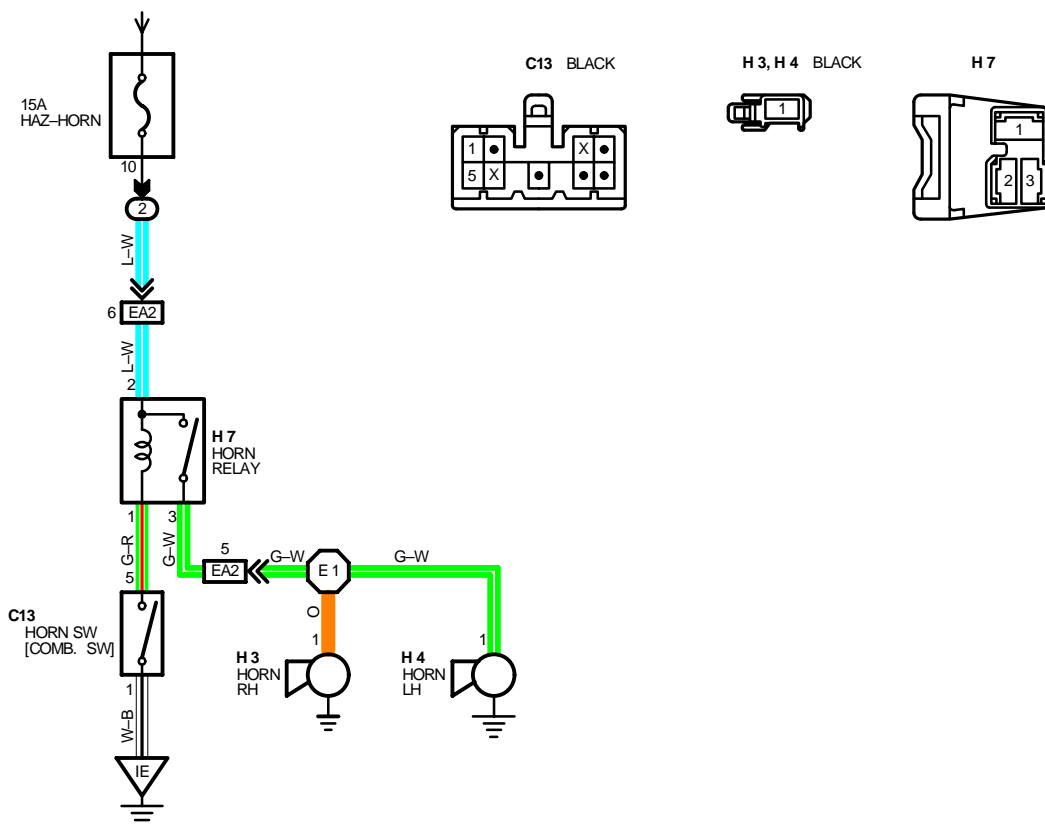 C13 BLACK
H 3, H 4 BLACK
H 7
1
X
5
X
1
1
2 3
15A
HAZ–HORN
10
2
L–W
6 EA2
L–W
2
H 7
HORN
RELAY
1
3
G–R
G–W
5
5
EA2
G–W
E 1
G–W
C13
HORN SW
[COMB. SW]
O
1
1
H 3
HORN
RH
H 4
HORN
LH
1
W–B
IE